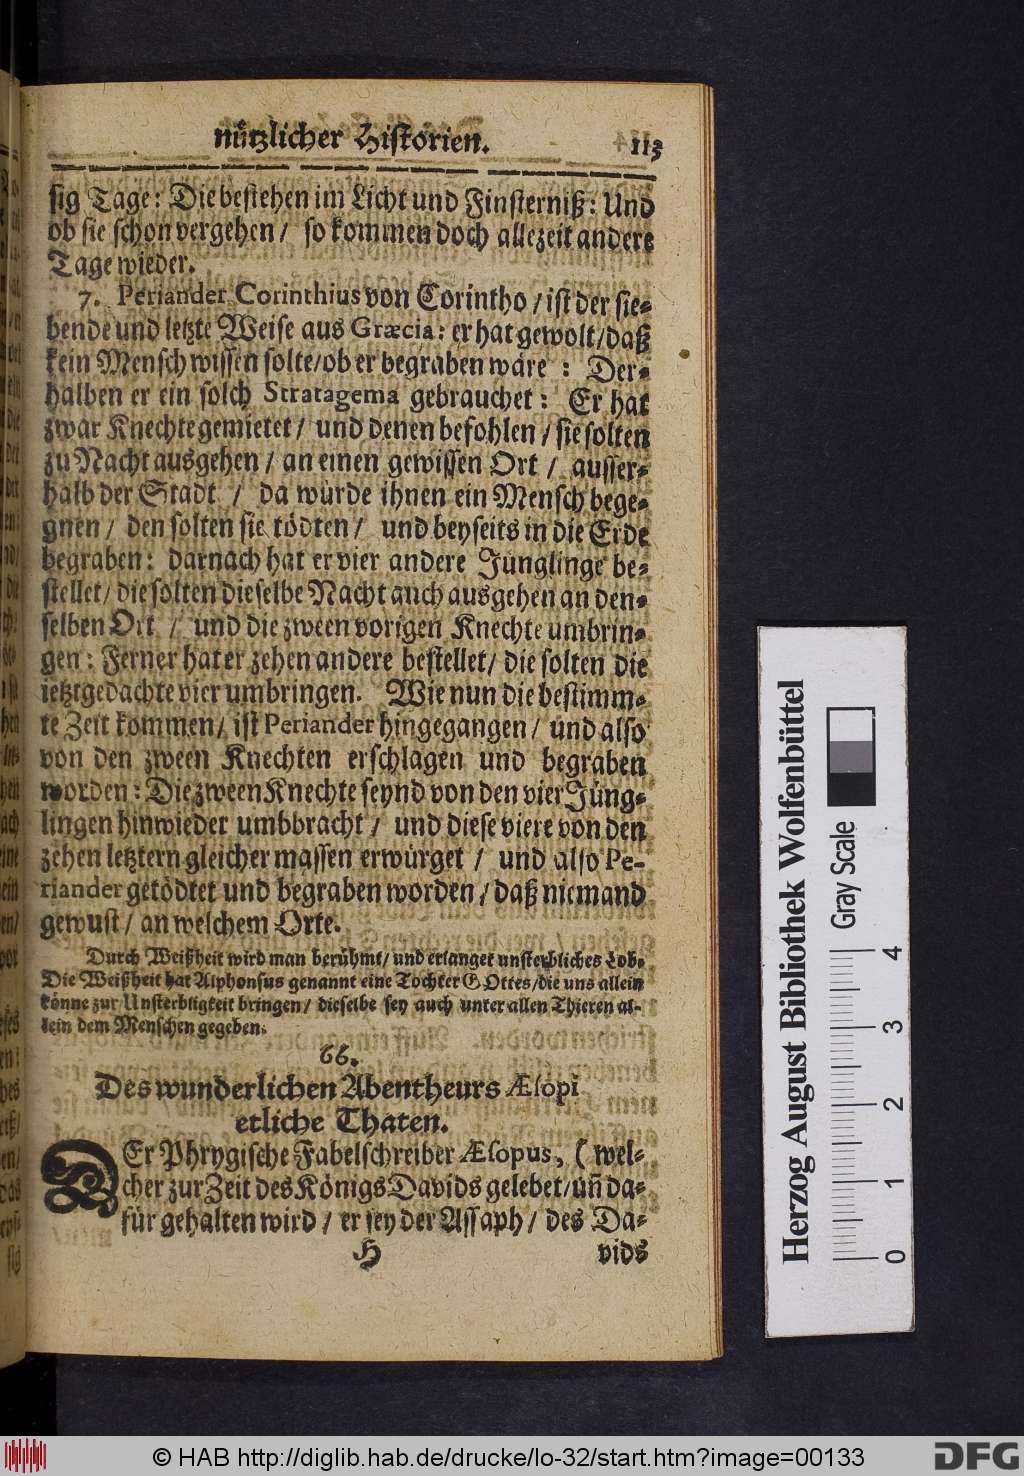 nützlicher Historien. 113
sig Tage: Die bestehen im Licht und Finsterniß: Und
ob sie schon vergehen / so kommen doch allezeit andere
Tage wieder.
7. Periander Corinthius von Corintho / ist der sie-
bende und letzte Weise aus Græcia: er hat gewolt / daß
kein Mensch wissen solte / ob er begraben wäre : Der-
halben er ein solch Stratagema gebrauchet: Er hat
zwar Knechte gemietet / und denen befohlen / sie solten
zu Nacht ausgehen / an einen gewissen Ort / ausser-
halb der Stadt / da würde ihnen ein Mensch bege-
gnen / den solten sie tödten / und beyseits in die Erde
begraben: darnach hat er vier andere Jünglinge be-
stellet / die solten dieselbe Nacht auch ausgehen an den-
selben Ort / und die zween vorigen Knechte umbrin-
gen: Ferner hat er zehen andere bestellet / die solten die
ietztgedachte vier umbringen. Wie nun die bestimm-
te Zeit kommen / ist Periander hingegangen / und also
von den zween Knechten erschlagen und begraben
worden: Die zween Knechte seynd von den vier Jüng-
lingen hinwieder umbbracht / und diese viere von den
zehen letztern gleicher massen erwürget / und also Pe-
riander getödtet und begraben worden / daß niemand
gewust / an welchem Orte.
Durch Weißheit wird man berühmt / und erlanget unsterbliches Lob.
Die Weißheit hat Alphonsus genannt eine Tochter GOttes / die uns allein
könne zur Unsterbligkeit bringen / dieselbe sey auch unter allen Thieren al-
lein dem Menschen gegeben.
66.
Des wunderlichen Abentheurs Æsopi
etliche Thaten.
DEr Phrygische Fabelschreiber Æsopus, ( wel-
cher zur Zeit des Königs Davids gelebet / uñ da-
für gehalten wird / er sey der Assaph / des Da-
H vids
Herzog August Bibliothek Wolfenbüttel
Gray Scale
0 1 2 3 4
© HAB http://diglib.hab.de/drucke/lo-32/start.htm?image=00133
DFG